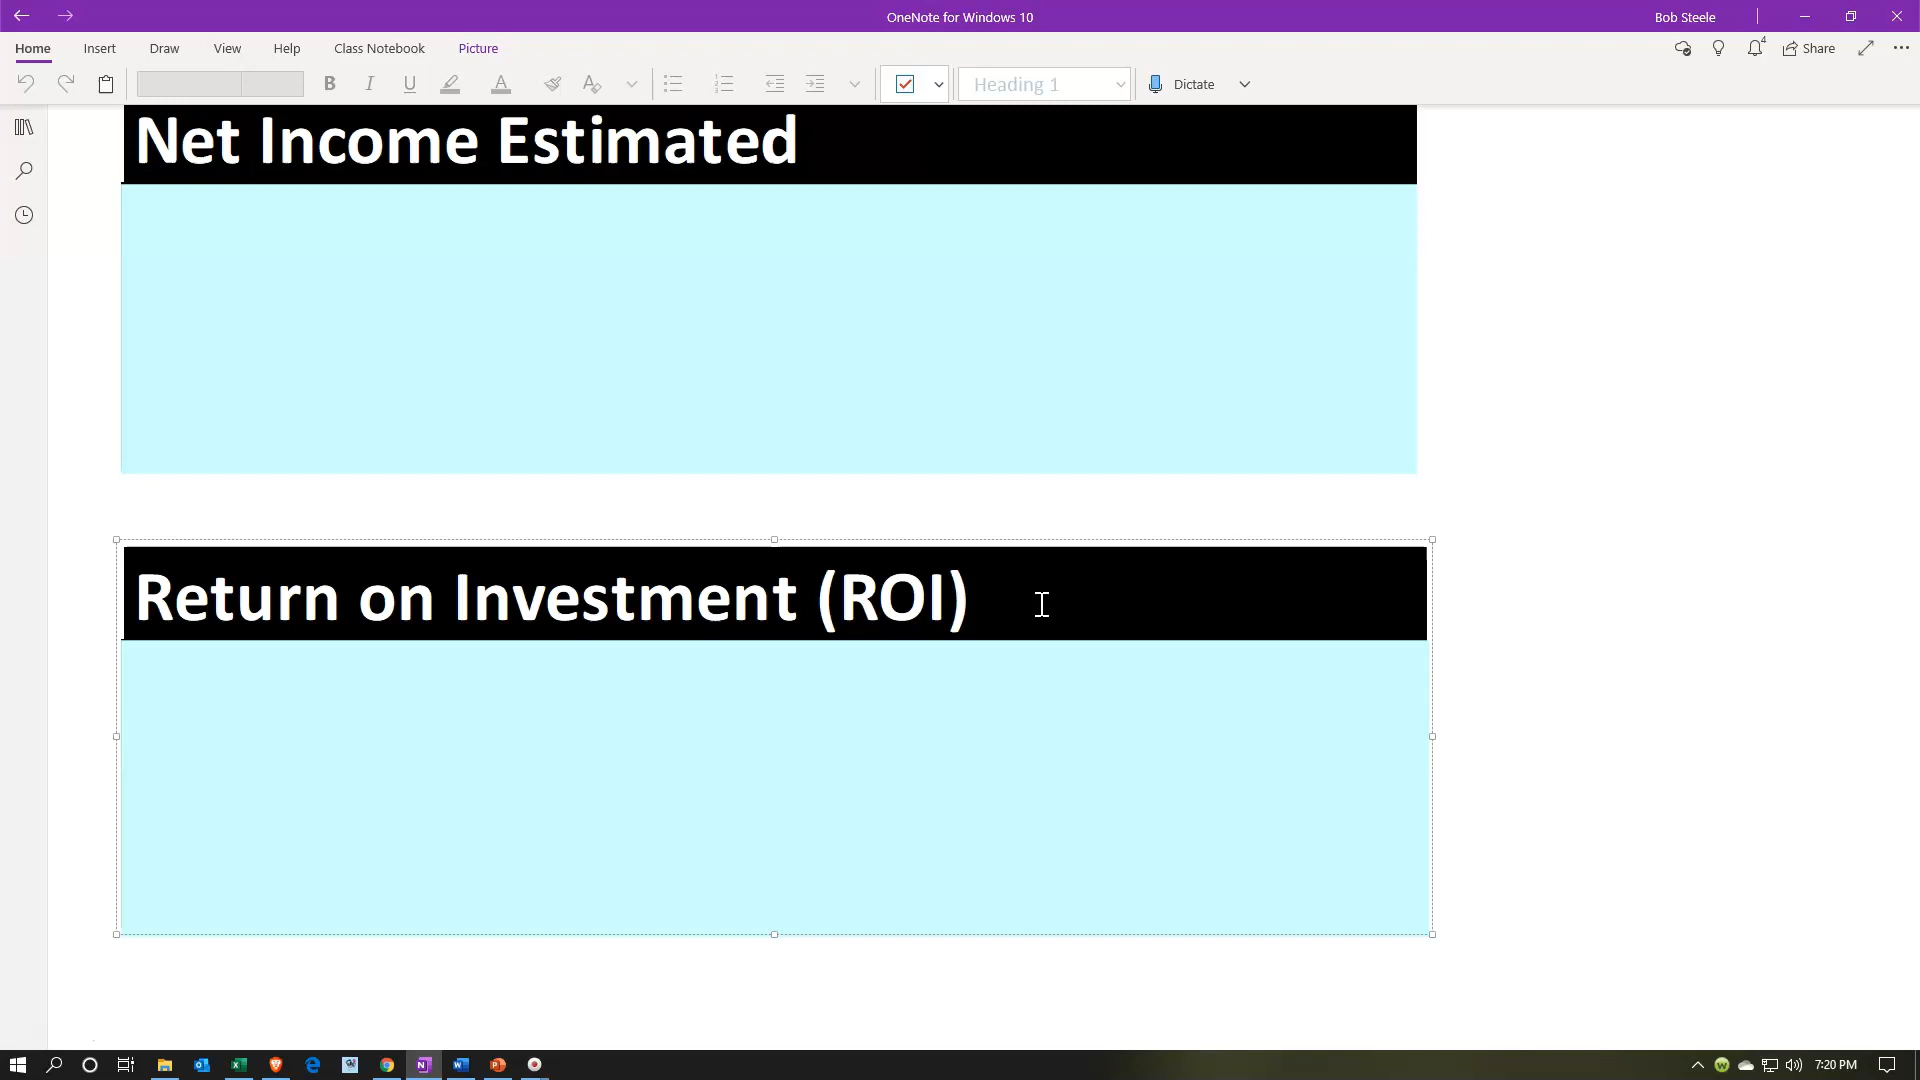 OneNote for Windows 10
Bob Steele
Home
Insert
Draw
View
Help
Class Notebook
Picture
4
Share
B
I
U
A
A
Heading 1
Dictate
Net Income Estimated
Return on Investment (ROI)
7:20 PM